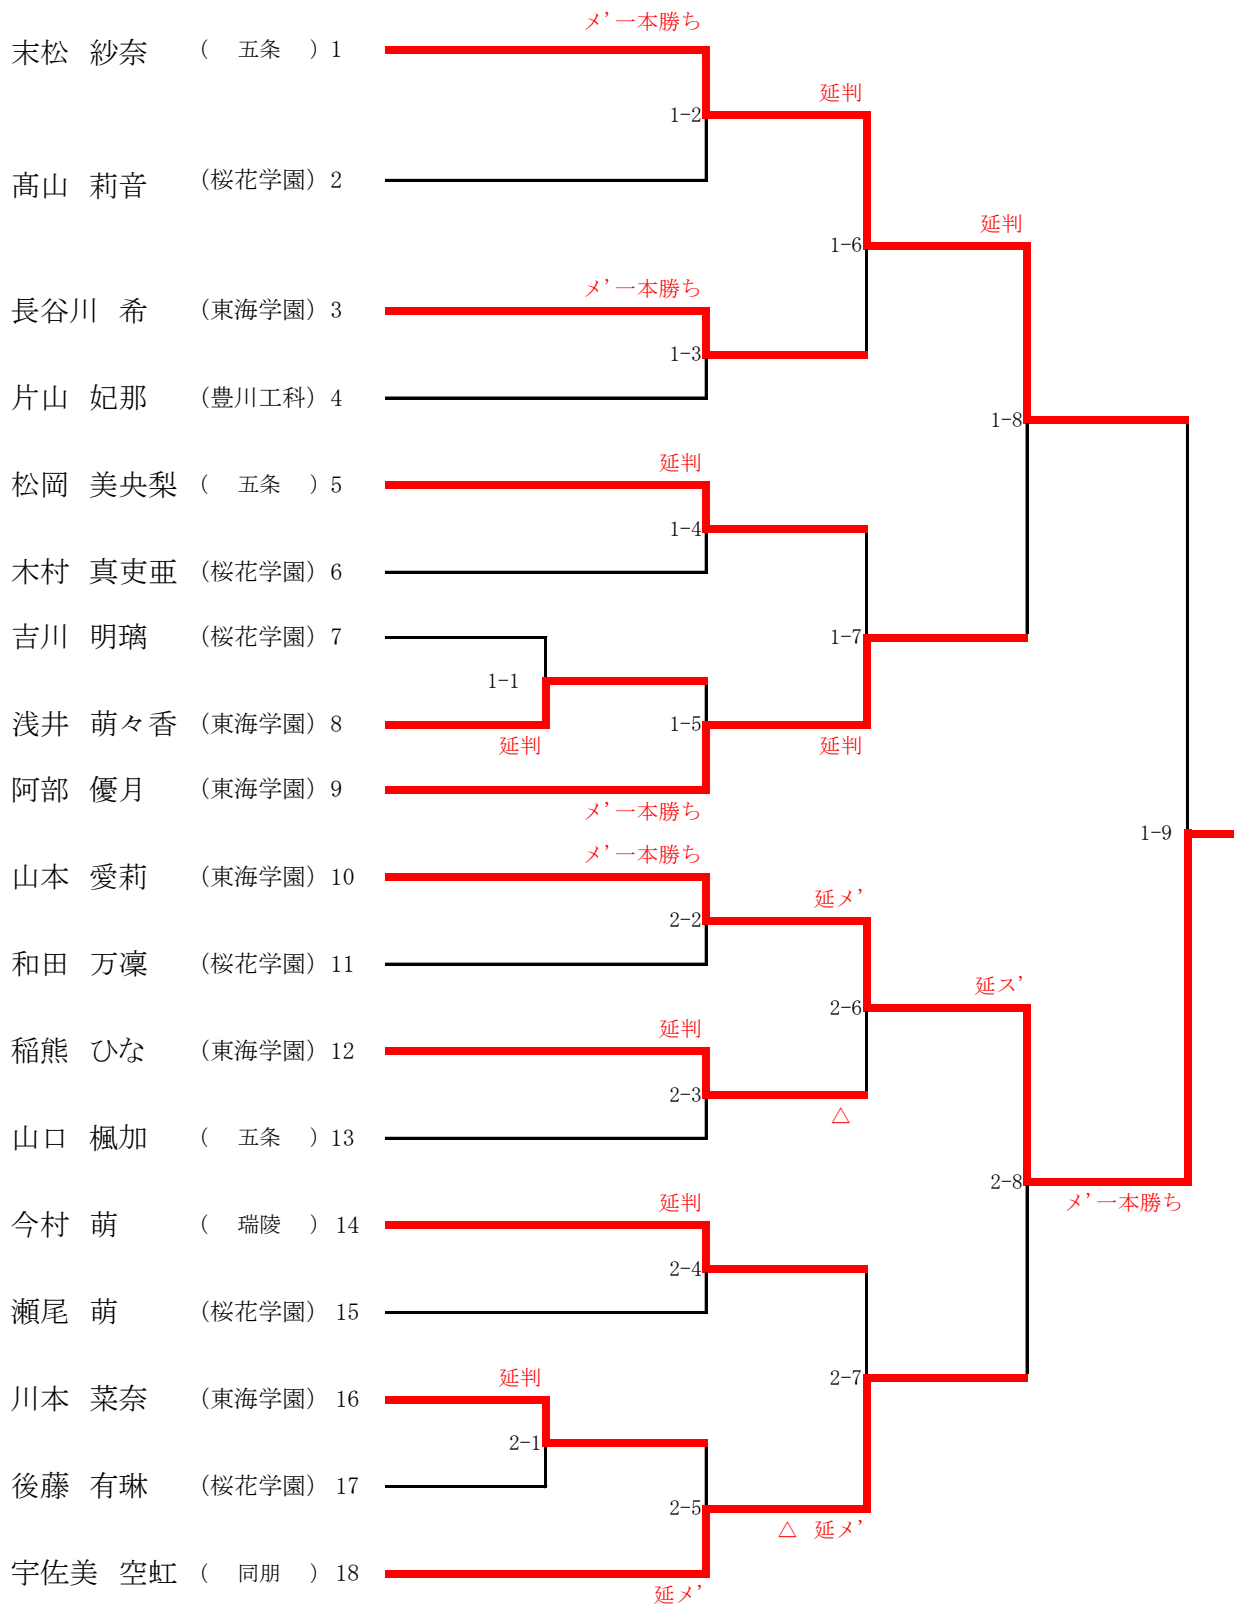 メ’一本勝ち
末松 紗奈 ( 五条 ) 1
延判
1-2
髙山 莉音 (桜花学園) 2
延判
1-6
メ’一本勝ち
長谷川 希 (東海学園) 3
1-3
片山 妃那 (豊川工科) 4
1-8
延判
松岡 美央梨 ( 五条 ) 5
1-4
木村 真吏亜 (桜花学園) 6
吉川 明璃 (桜花学園) 7
1-7
1-1
浅井 萌々香 (東海学園) 8
1-5
延判
延判
阿部 優月 (東海学園) 9
メ’一本勝ち
1-9
メ’一本勝ち
山本 愛莉 (東海学園) 10
延メ’
2-2
和田 万凜 (桜花学園) 11
延ス’
2-6
延判
稲熊 ひな (東海学園) 12
2-3
△
山口 楓加 ( 五条 ) 13
2-8
延判
メ’一本勝ち
今村 萌 ( 瑞陵 ) 14
2-4
瀬尾 萌 (桜花学園) 15
延判
2-7
川本 菜奈 (東海学園) 16
2-1
後藤 有琳 (桜花学園) 17
2-5
△ 延メ’
宇佐美 空虹 ( 同朋 ) 18
延メ’